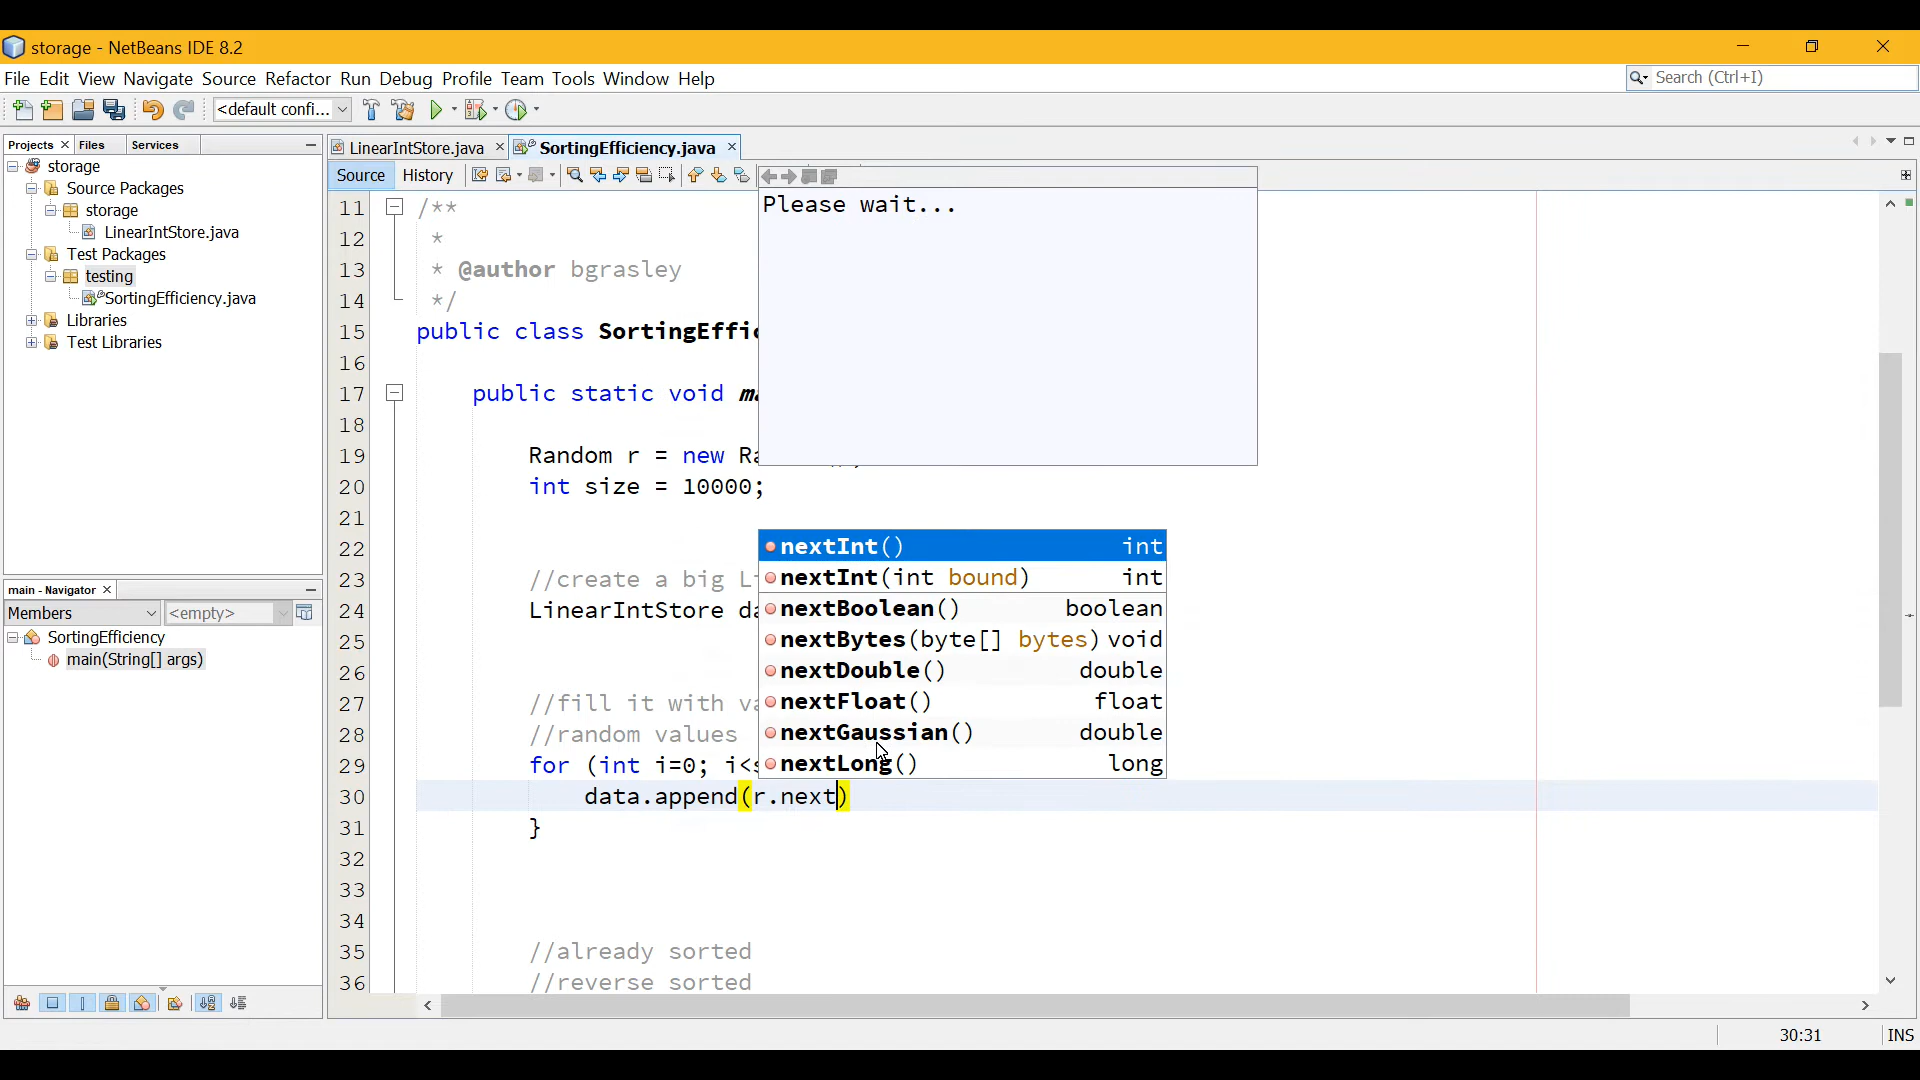 storage - NetBeans IDE 8.2
File Edit View Navigate Source Refactor Run Debug Profile Team Tools Window Help
Search (Ctrl+I)
<default confi...
Projects Files Services
LinearIntStore.java SortingEfficiency.java
Source History
storage
Source Packages
storage
LinearIntStore.java
Test Packages
testing
SortingEfficiency.java
Libraries
Test Libraries
main - Navigator
Members <empty>
SortingEfficiency
main(String[] args)
11 /**
12 *
13 * @author bgrasley
14 */
15 public class
16
17 public static void
18
19 Random r = new
20 int size = 10000;
21
22
23 //create a big
24 LinearIntStore
25
26
27 //fill it with
28 //random values
29 for (int i=0;
30 data.append(r.next)
31 }
32
33
34
35 //already sorted
36 //reverse sorted
Please wait...
nextInt() int
nextInt(int bound) int
nextBoolean() boolean
nextBytes(byte[] bytes) void
nextDouble() double
nextFloat() float
nextGaussian() double
nextLong() long
30:31 INS